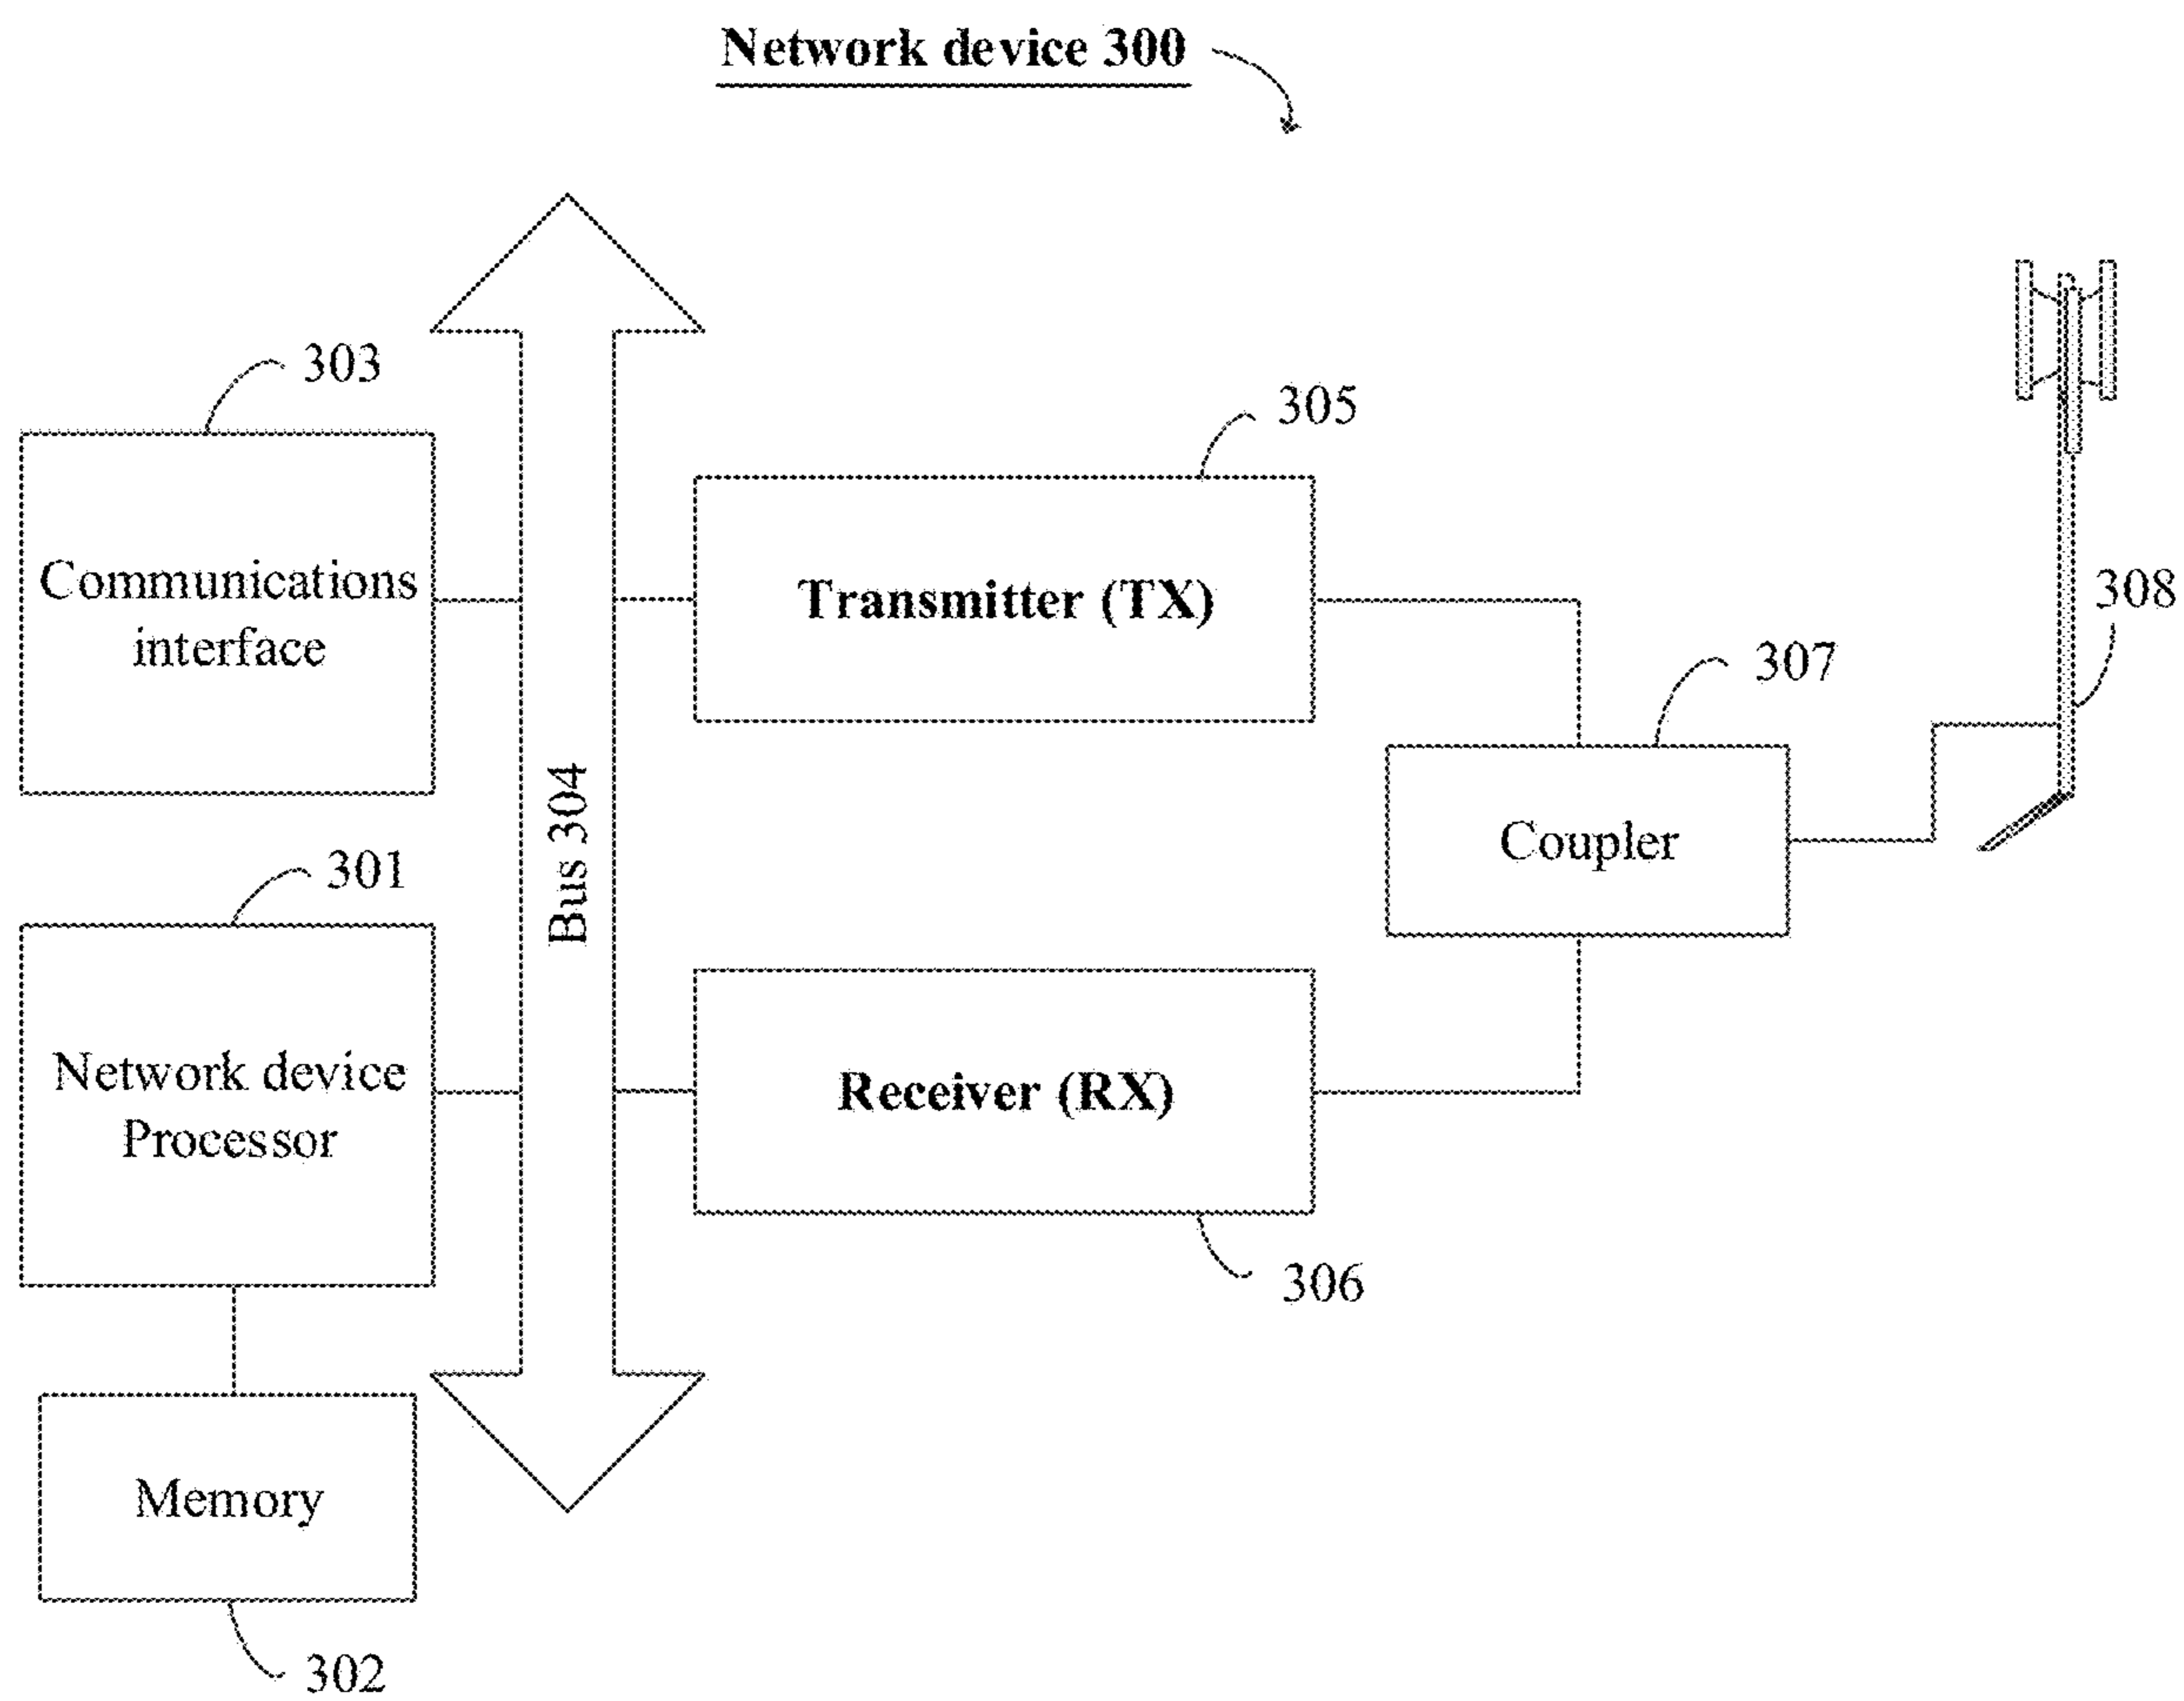 Network device 300
303
305
308
Communications
interface
Transmitter (TX)
307
Bus 304
Coupler
301
Network device
Processor
Receiver (RX)
306
Memory
302